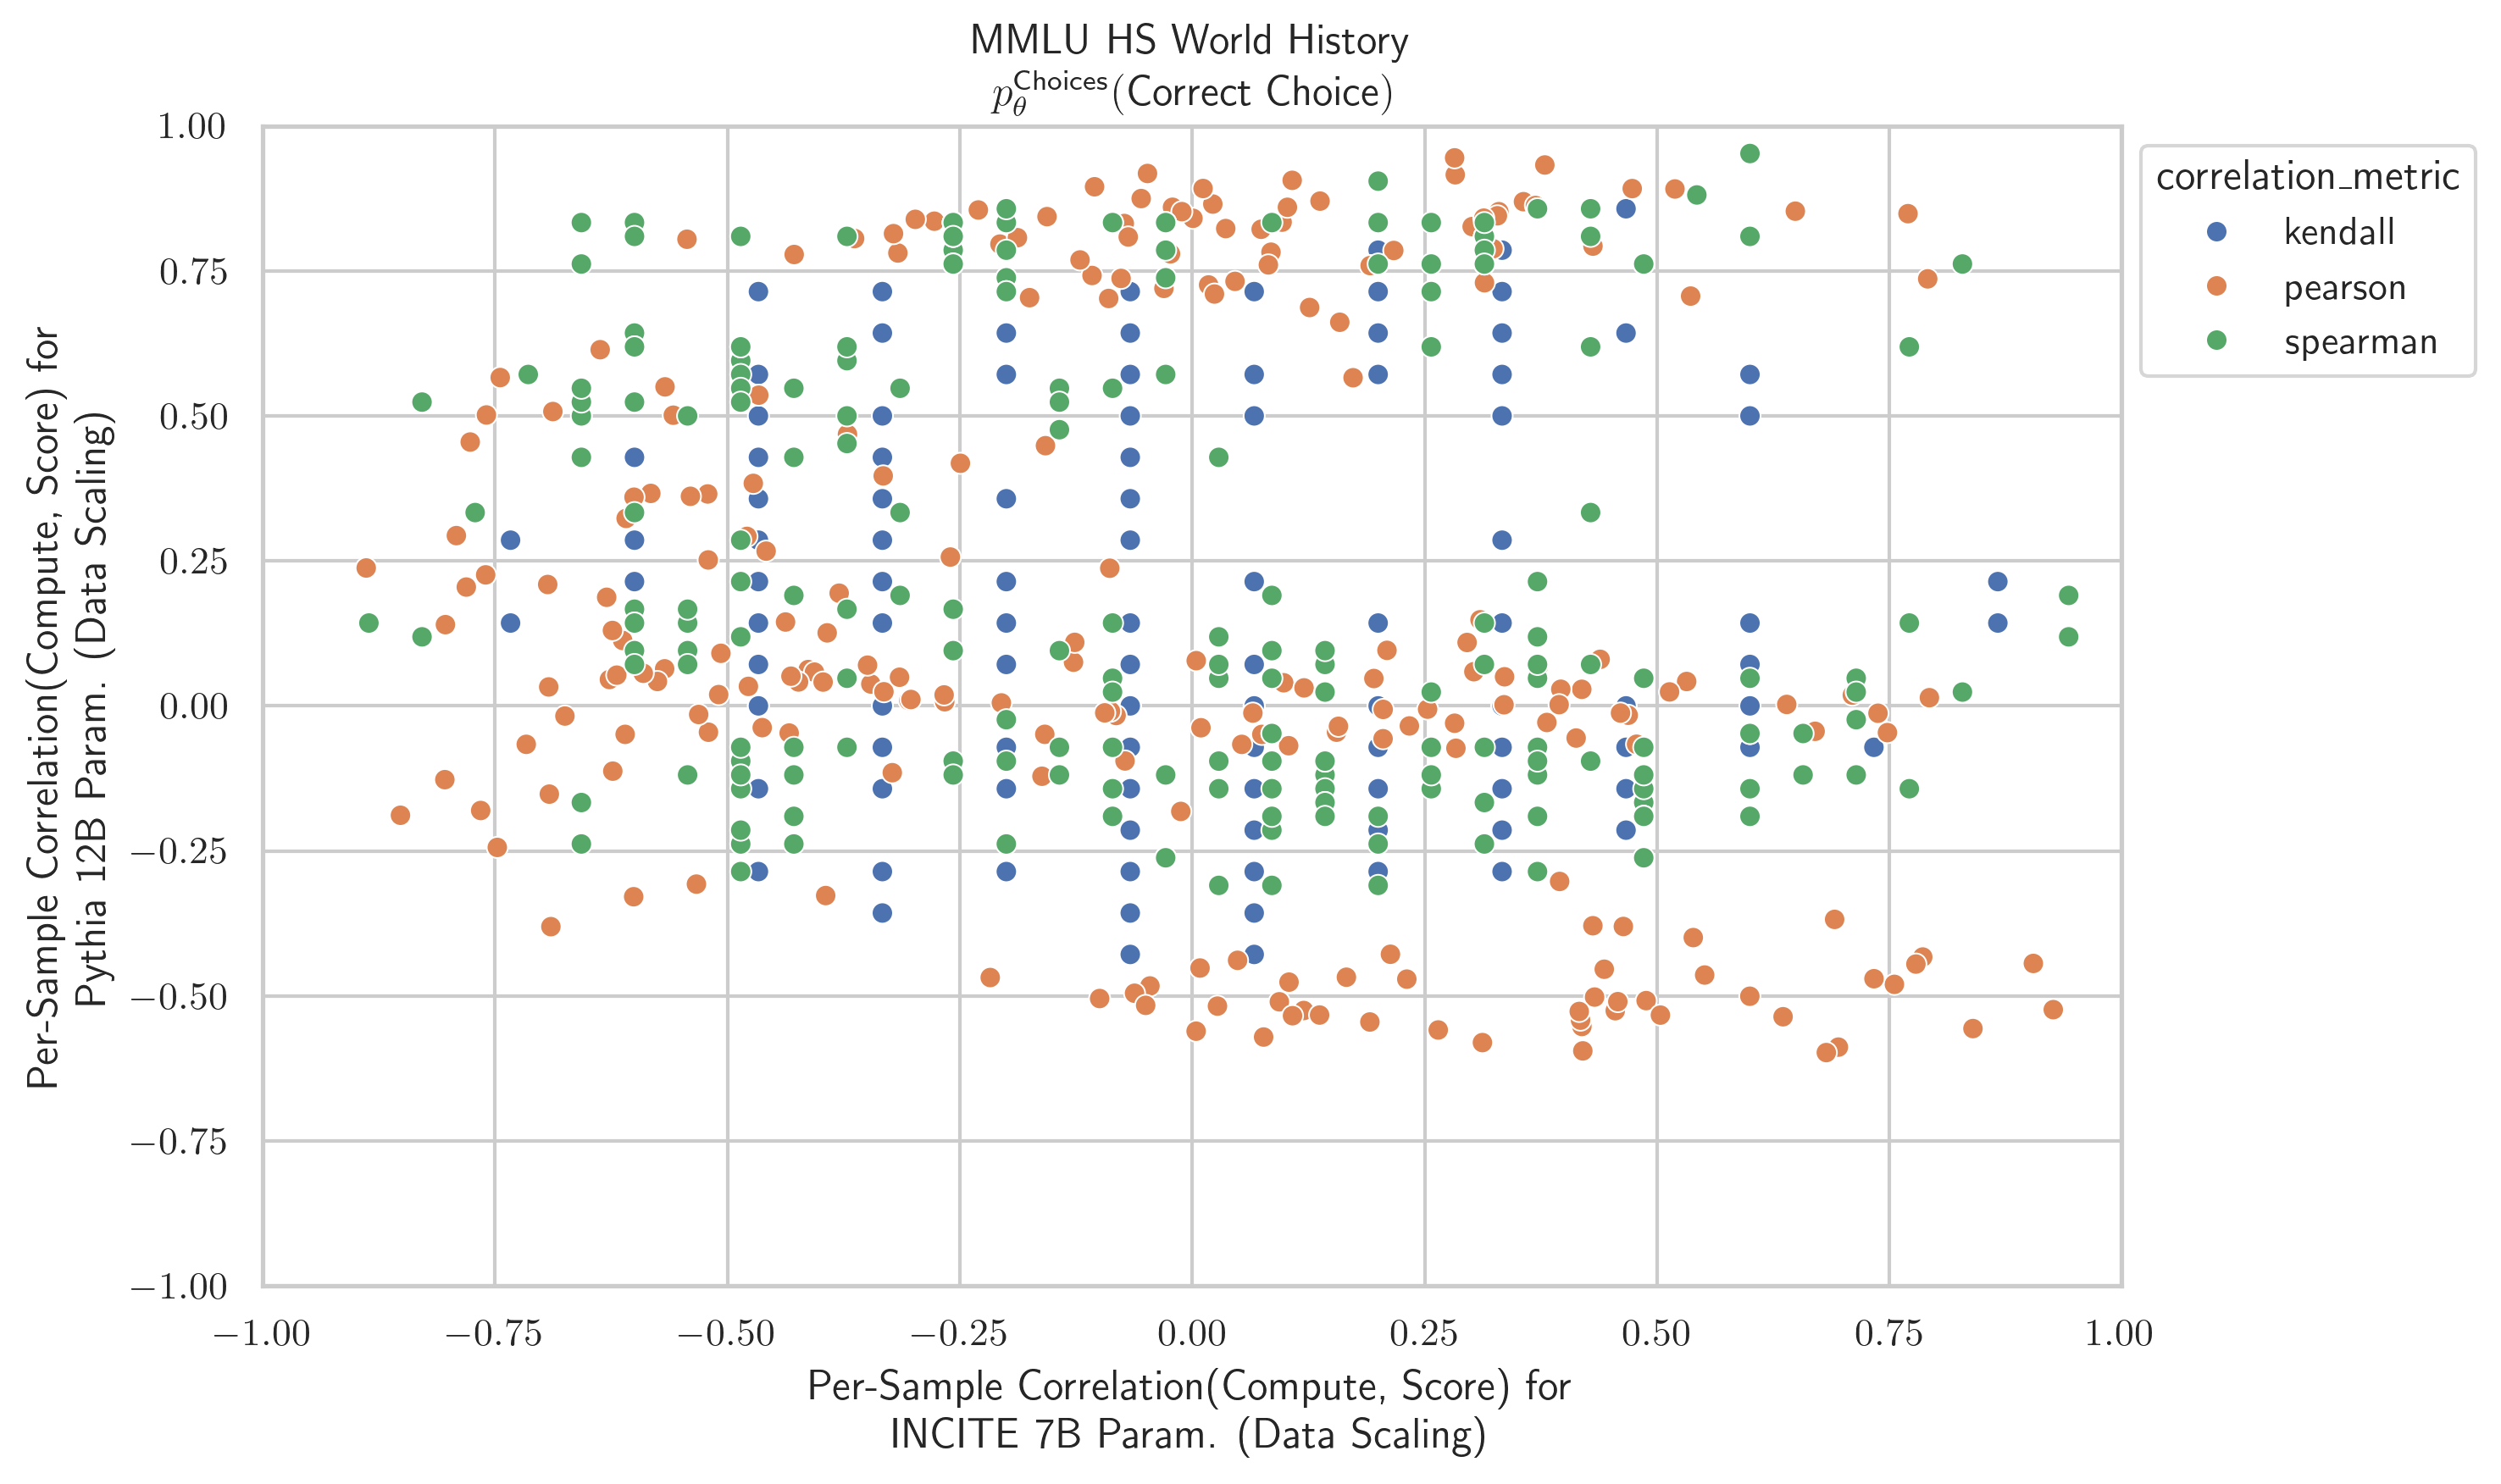 MMLU HS World History
p_θ^Choices(Correct Choice)
1.00
0.75
0.50
0.25
0.00
−0.25
−0.50
−0.75
−1.00
Per-Sample Correlation(Compute, Score) for
Pythia 12B Param. (Data Scaling)
correlation_metric
kendall
pearson
spearman
−1.00 −0.75 −0.50 −0.25 0.00 0.25 0.50 0.75 1.00
Per-Sample Correlation(Compute, Score) for
INCITE 7B Param. (Data Scaling)